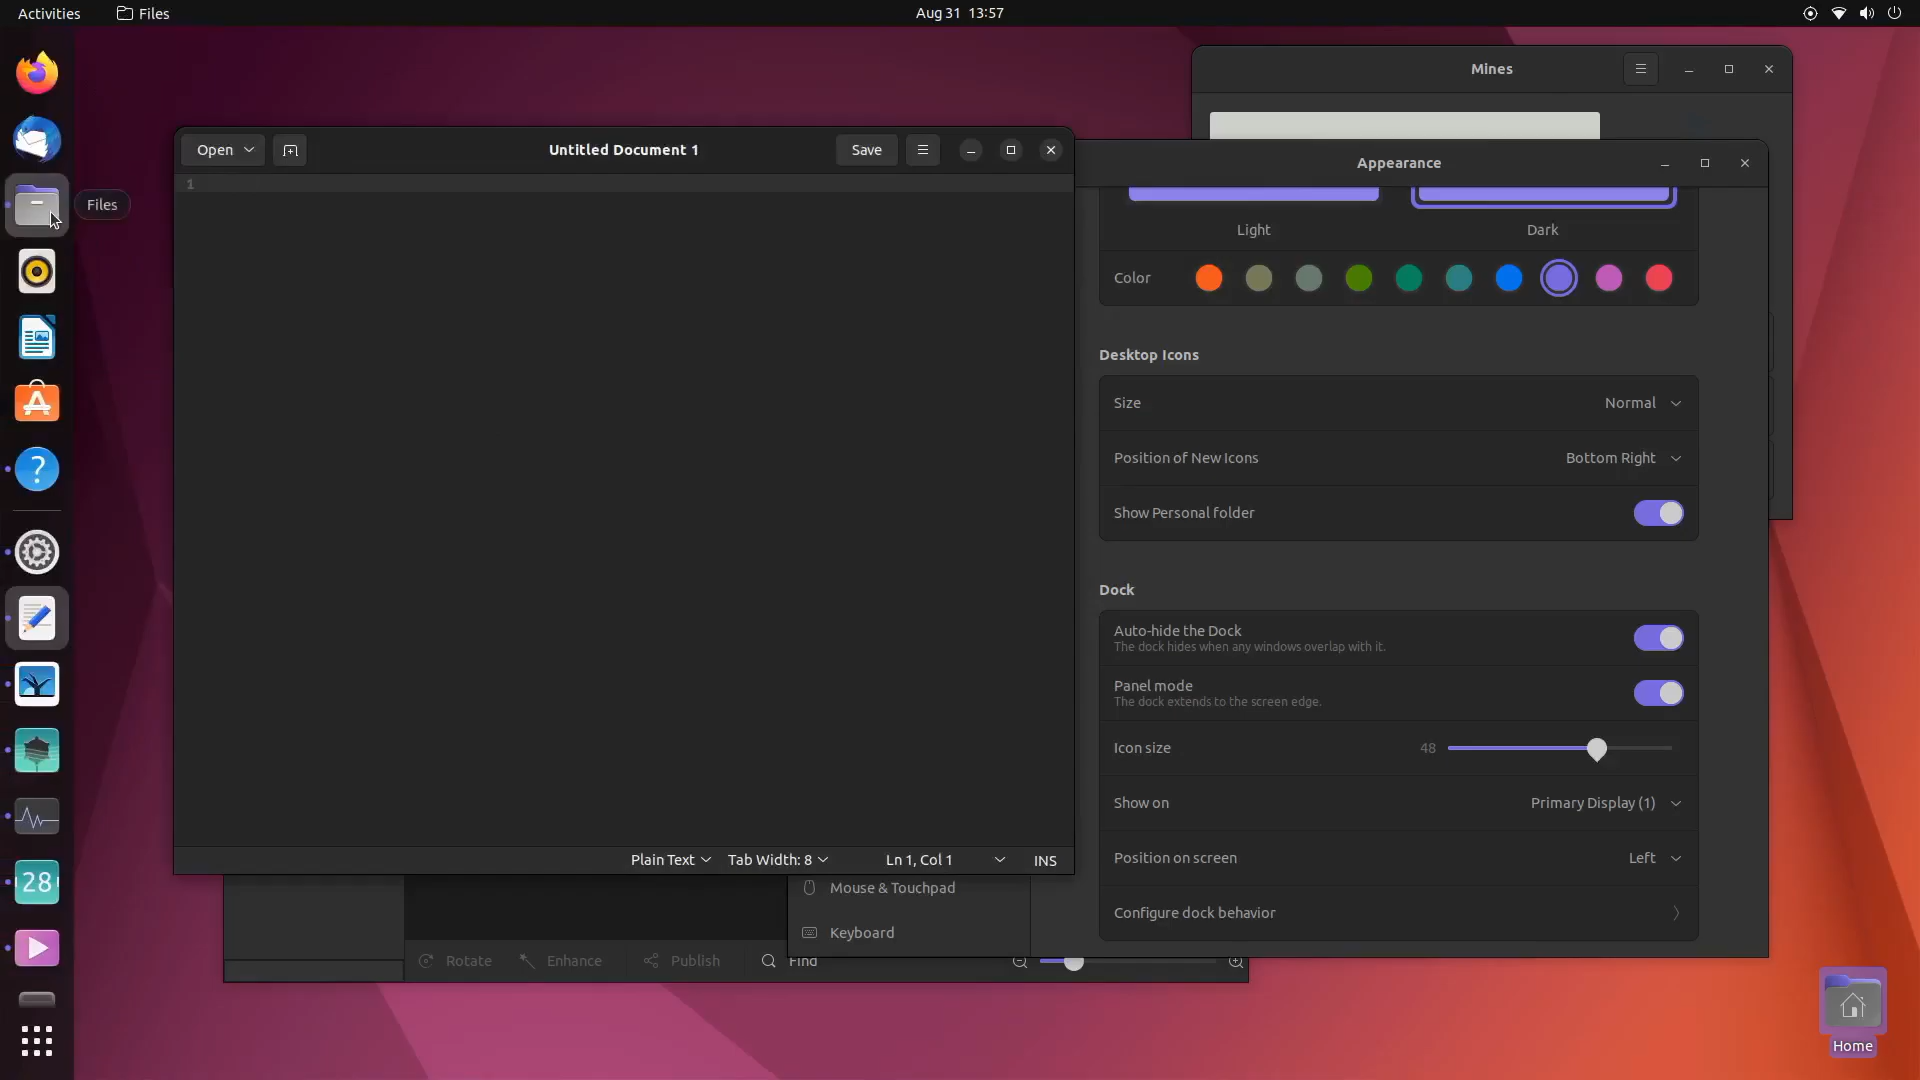 Activities Files Aug 31 13:57
Mines
Open Untitled Document 1 Save
Appearance
1
Files
Light Dark
Color
Desktop Icons
Size Normal
Position of New Icons Bottom Right
Show Personal folder
Dock
Auto-hide the Dock
The dock hides when any windows overlap with it.
Panel mode
The dock extends to the screen edge.
Icon size 48
Show on Primary Display (1)
Position on screen Left
Configure dock behavior
Plain Text Tab Width: 8 Ln 1, Col 1 INS
28
Mouse & Touchpad
Keyboard
Rotate Enhance Publish Find
Home